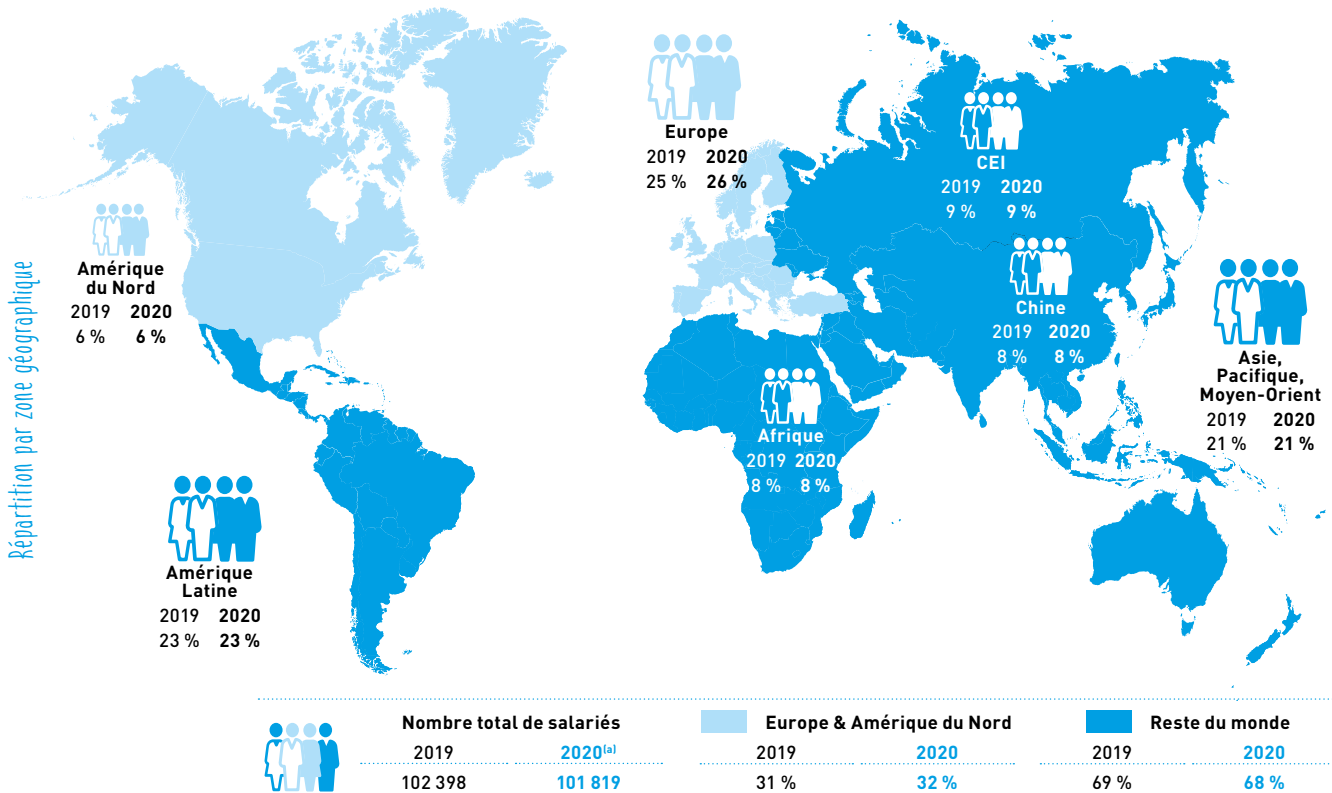 Répartition par zone géographique
Amérique
du Nord
2019 2020
6 % 6 %
Amérique
Latine
2019 2020
23 % 23 %
Europe
2019 2020
25 % 26 %
CEI
2019 2020
9 % 9 %
Chine
2019 2020
8 % 8 %
Afrique
2019 2020
8 % 8 %
Asie,
Pacifique,
Moyen-Orient
2019 2020
21 % 21 %
Nombre total de salariés
2019 2020(a)
102 398 101 819
Europe & Amérique du Nord
2019 2020
31 % 32 %
Reste du monde
2019 2020
69 % 68 %